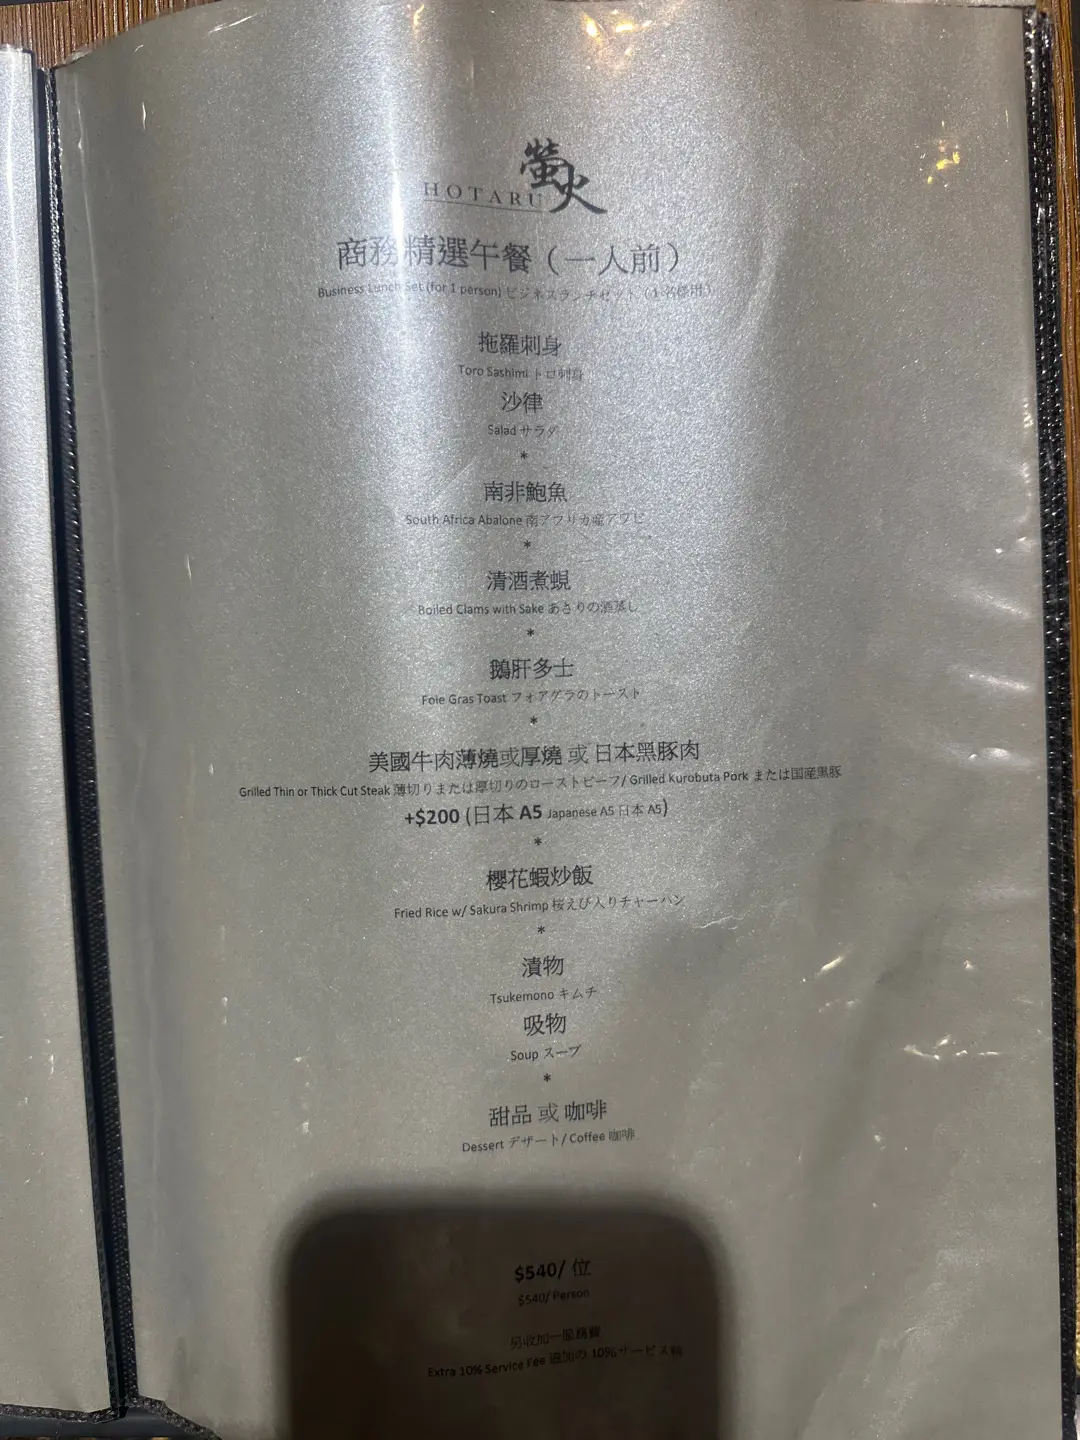 螢火
HOTARU
商務精選午餐（一人前）
Business Lunch Set (for 1 person) ビジネスランチセット（1名様用）
拖羅刺身
Toro Sashimi トロ刺身
沙律
Salad サラダ
*
南非鮑魚
South Africa Abalone 南アフリカ産アワビ
*
清酒煮蜆
Boiled Clams with Sake あさりの酒蒸し
*
鵝肝多士
Foie Gras Toast フォアグラのトースト
*
美國牛肉薄燒或厚燒 或 日本黑豚肉
Grilled Thin or Thick Cut Steak 薄切りまたは厚切りのローストビーフ/ Grilled Kurobuta Pork または国産黒豚
+$200 (日本 A5 Japanese A5 日本 A5)
*
櫻花蝦炒飯
Fried Rice w/ Sakura Shrimp 桜えび入りチャーハン
*
漬物
Tsukemono キムチ
吸物
Soup スープ
*
甜品 或 咖啡
Dessert デザート/ Coffee 咖啡
$540/ 位
$540/ Person
另收加一服務費
Extra 10% Service Fee 追加の 10%サービス料